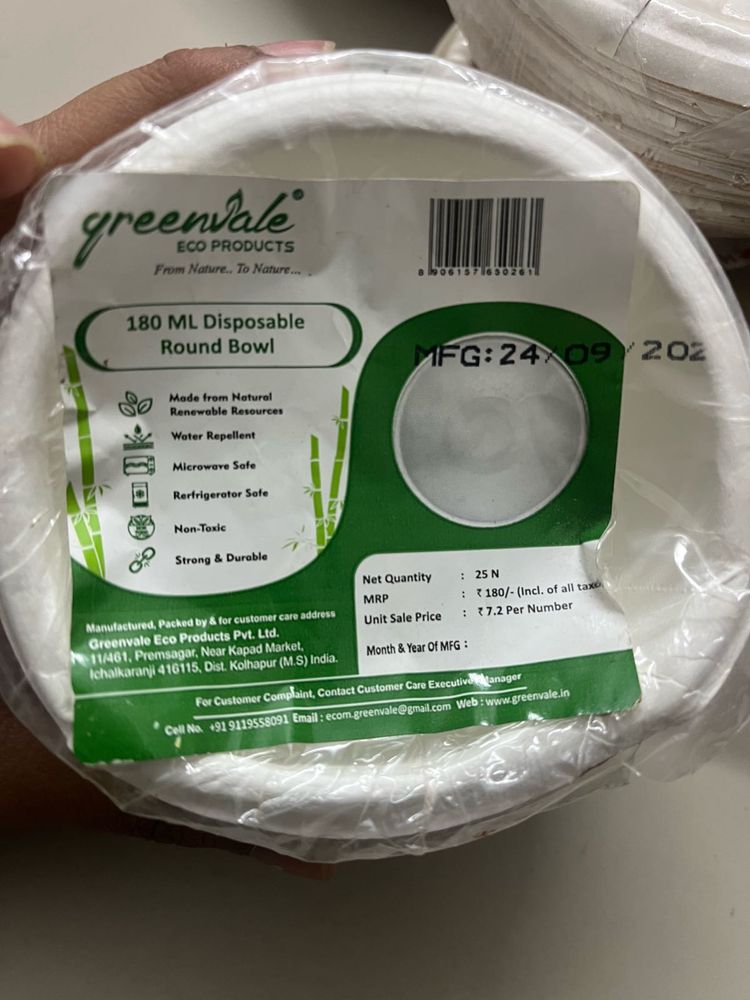 greenvale®
ECO PRODUCTS
From Nature.. To Nature...
8 906157 650261
180 ML Disposable
Round Bowl
MFG: 24/09/202
Made from Natural
Renewable Resources
Water Repellent
Microwave Safe
Rerfrigerator Safe
Non-Toxic
Strong & Durable
Net Quantity : 25 N
MRP : ₹ 180/- (Incl. of all taxe
Unit Sale Price : ₹ 7.2 Per Number
Month & Year Of MFG :
Manufactured, Packed by & for customer care address
Greenvale Eco Products Pvt. Ltd.
11/461, Premsagar, Near Kapad Market,
Ichalkaranji 416115, Dist. Kolhapur (M.S) India.
For Customer Complaint, Contact Customer Care Executive Manager
Cell No. +91 9119558091 Email : ecom.greenvale@gmail.com Web : www.greenvale.in